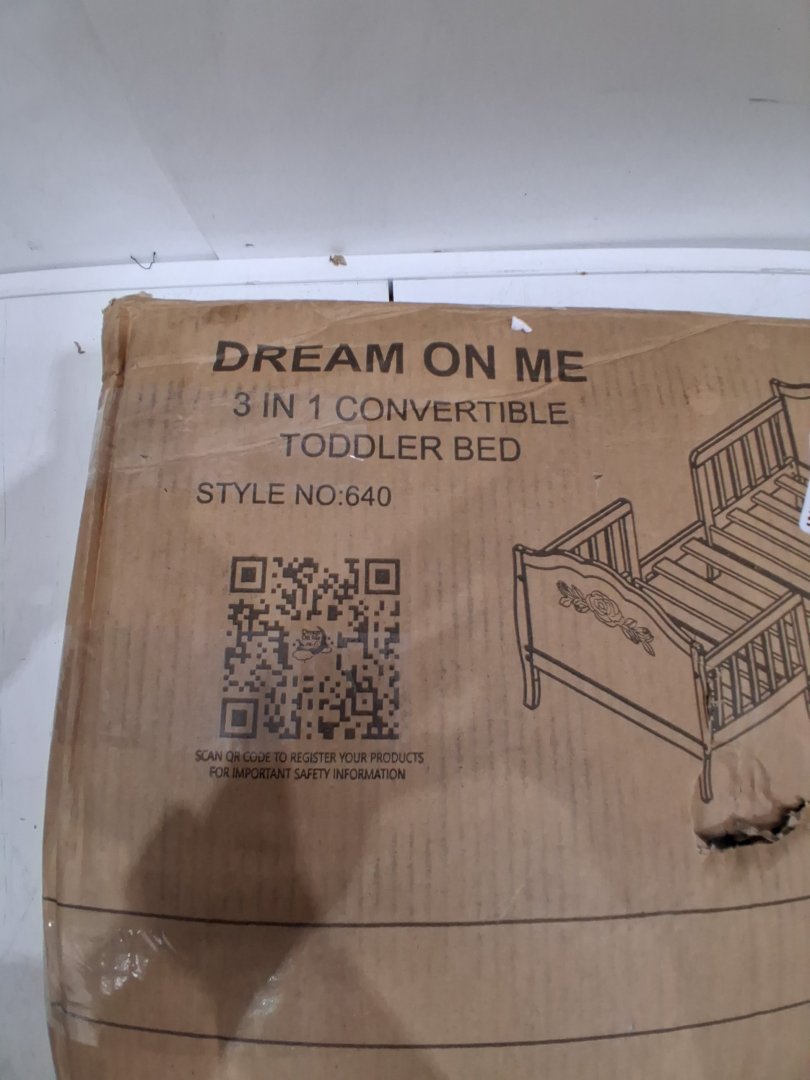 DREAM ON ME
3 IN 1 CONVERTIBLE
TODDLER BED
STYLE NO:640
SCAN QR CODE TO REGISTER YOUR PRODUCTS
FOR IMPORTANT SAFETY INFORMATION